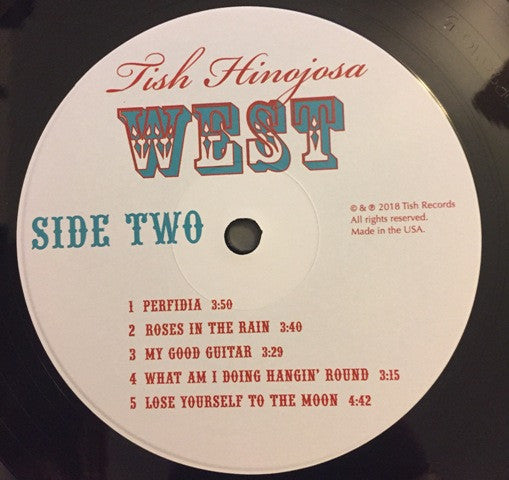 Tish Hinojosa
WEST
SIDE TWO
© & ℗ 2018 Tish Records
All rights reserved.
Made in the USA.
1 PERFIDIA 3:50
2 ROSES IN THE RAIN 3:40
3 MY GOOD GUITAR 3:29
4 WHAT AM I DOING HANGIN' ROUND 3:15
5 LOSE YOURSELF TO THE MOON 4:42